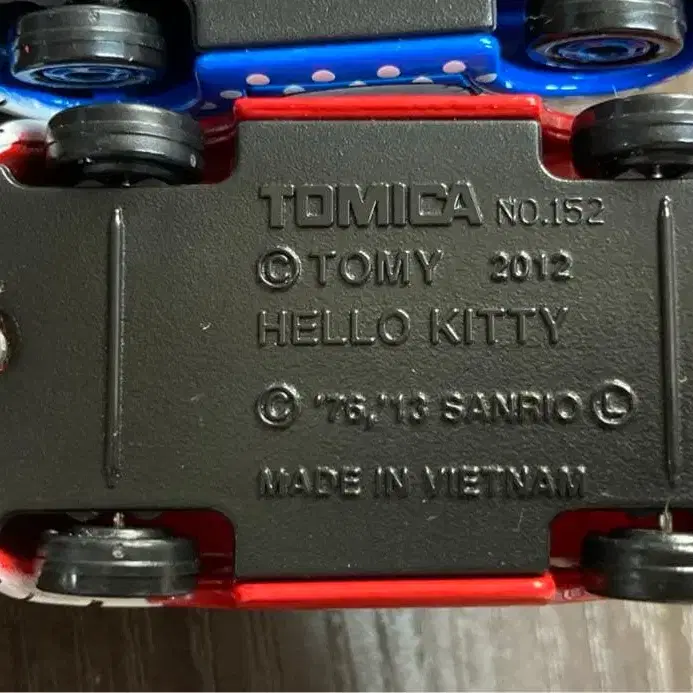 TOMICA NO.152
© TOMY 2012
HELLO KITTY
© '76,'13 SANRIO Ⓛ
MADE IN VIETNAM